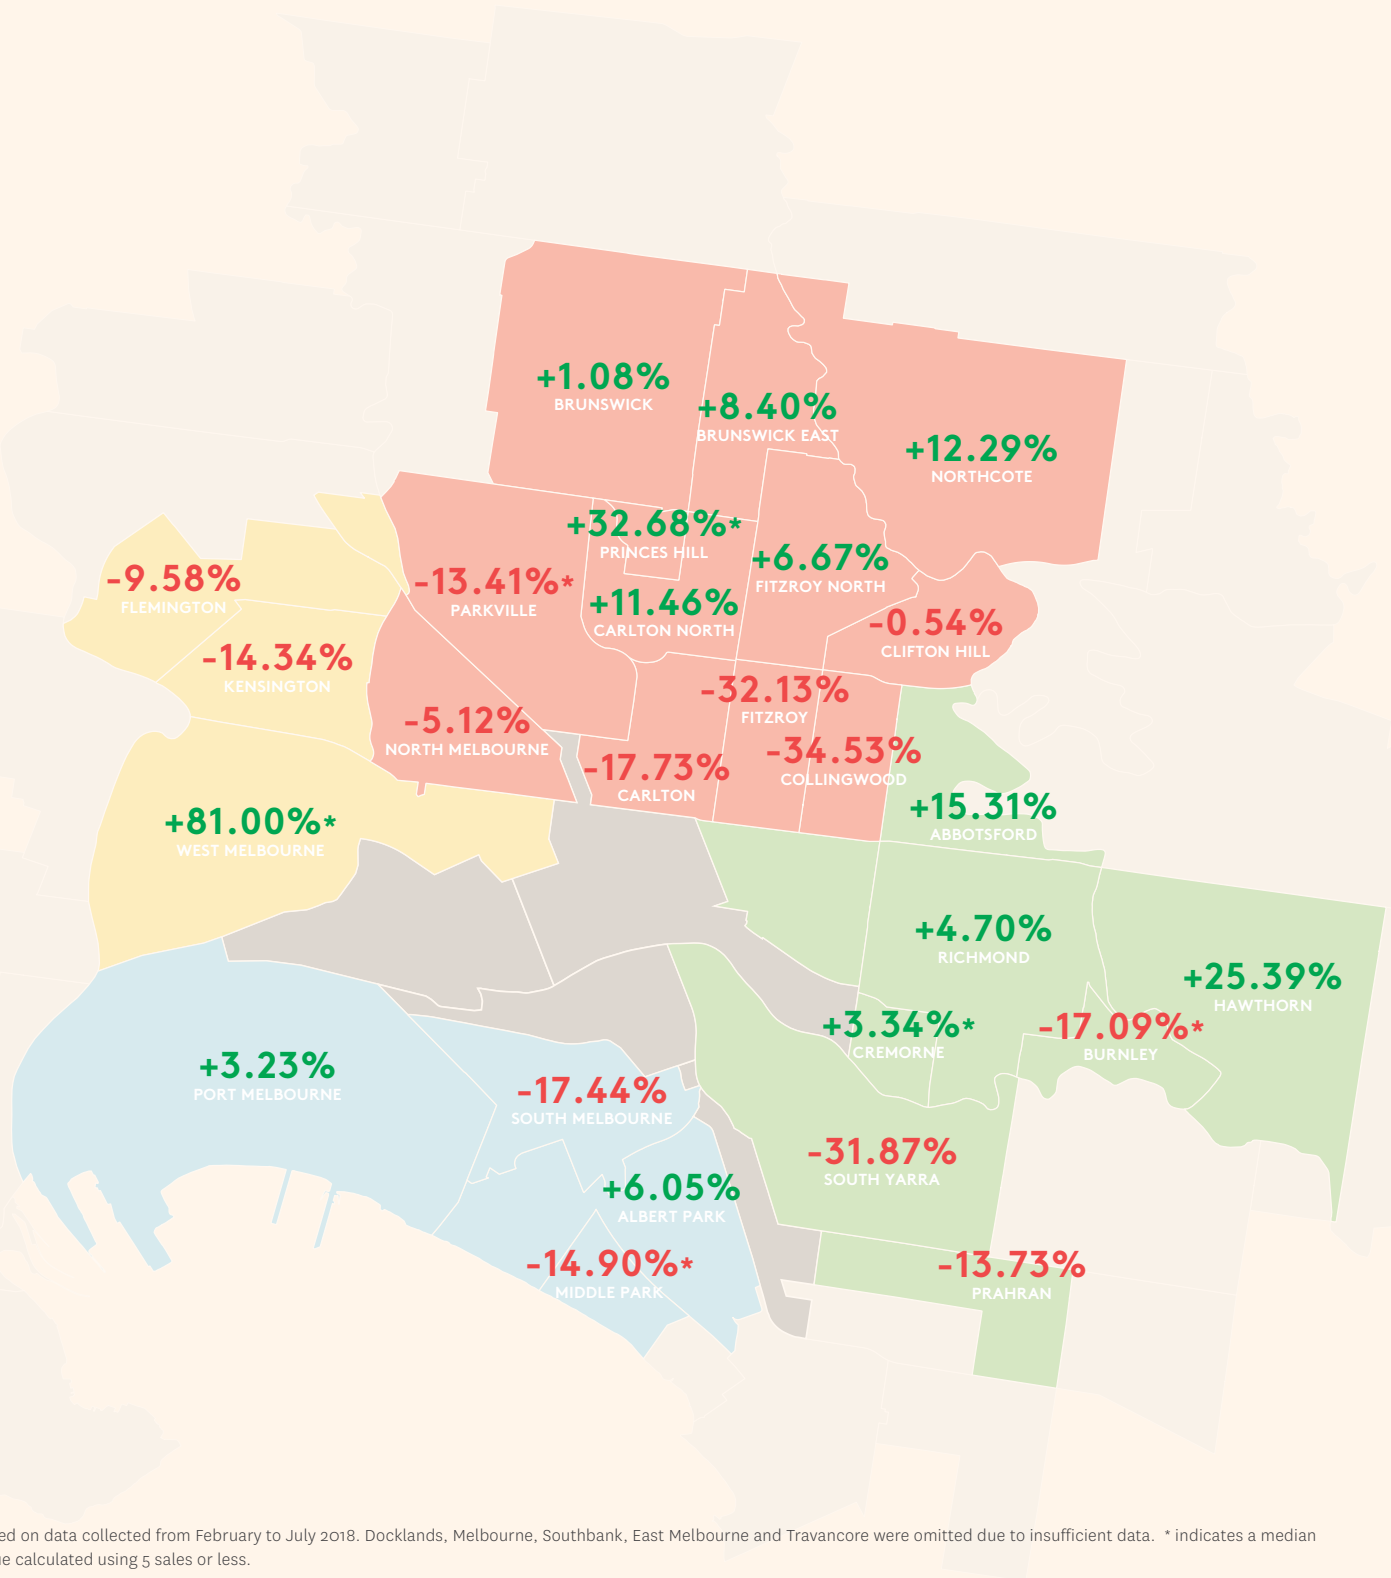 +1.08%
BRUNSWICK
+8.40%
BRUNSWICK EAST
+12.29%
NORTHCOTE
+32.68%*
PRINCES HILL
+6.67%
FITZROY NORTH
-9.58%
FLEMINGTON
-13.41%*
PARKVILLE
+11.46%
CARLTON NORTH
-0.54%
CLIFTON HILL
-14.34%
KENSINGTON
-32.13%
FITZROY
-5.12%
NORTH MELBOURNE
-34.53%
COLLINGWOOD
-17.73%
CARLTON
+15.31%
ABBOTSFORD
+81.00%*
WEST MELBOURNE
+4.70%
RICHMOND
+25.39%
HAWTHORN
+3.34%*
CREMORNE
-17.09%*
BURNLEY
+3.23%
PORT MELBOURNE
-17.44%
SOUTH MELBOURNE
-31.87%
SOUTH YARRA
+6.05%
ALBERT PARK
-14.90%*
MIDDLE PARK
-13.73%
PRAHRAN
on data collected from February to July 2018. Docklands, Melbourne, Southbank, East Melbourne and Travancore were omitted due to insufficient data. * indicates a median
calculated using 5 sales or less.